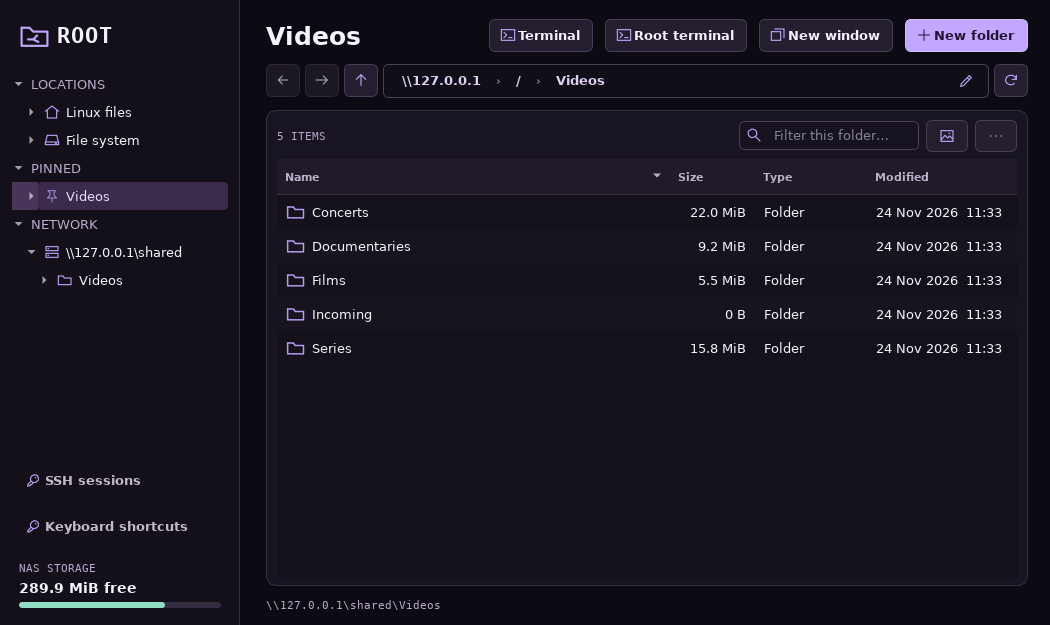 ROOT
LOCATIONS
Linux files
File system
PINNED
Videos
NETWORK
\\127.0.0.1\shared
Videos
SSH sessions
Keyboard shortcuts
NAS STORAGE
289.9 MiB free
Videos
Terminal
Root terminal
New window
New folder
\\127.0.0.1 › / › Videos
5 ITEMS
Filter this folder...
Name Size Type Modified
Concerts 22.0 MiB Folder 24 Nov 2026 11:33
Documentaries 9.2 MiB Folder 24 Nov 2026 11:33
Films 5.5 MiB Folder 24 Nov 2026 11:33
Incoming 0 B Folder 24 Nov 2026 11:33
Series 15.8 MiB Folder 24 Nov 2026 11:33
\\127.0.0.1\shared\Videos